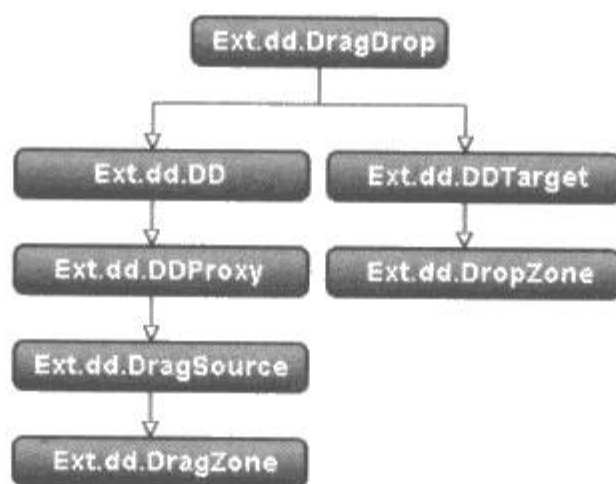 Ext.dd.DragDrop
Ext.dd.DD
Ext.dd.DDTarget
Ext.dd.DDProxy
Ext.dd.DropZone
Ext.dd.DragSource
Ext.dd.DragZone